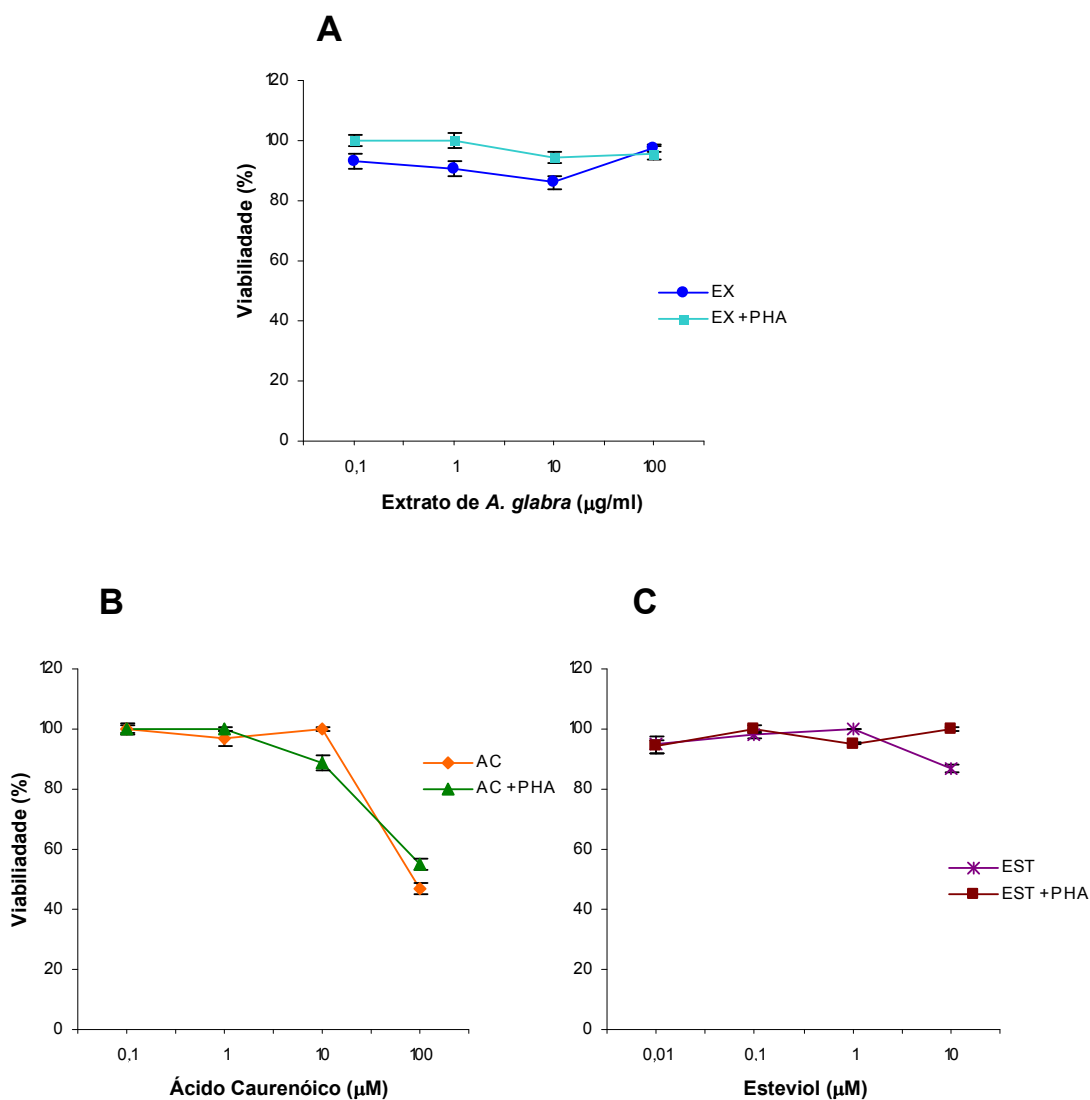 A
120
100
80
60
40
20
0
Viabiliadade (%)
0,1 1 10 100
Extrato de A. glabra (µg/ml)
EX
EX +PHA
B
120
100
80
60
40
20
0
Viabiliadade (%)
0,1 1 10 100
Ácido Caurenóico (µM)
AC
AC +PHA
C
120
100
80
60
40
20
0
0,01 0,1 1 10
Esteviol (µM)
EST
EST +PHA